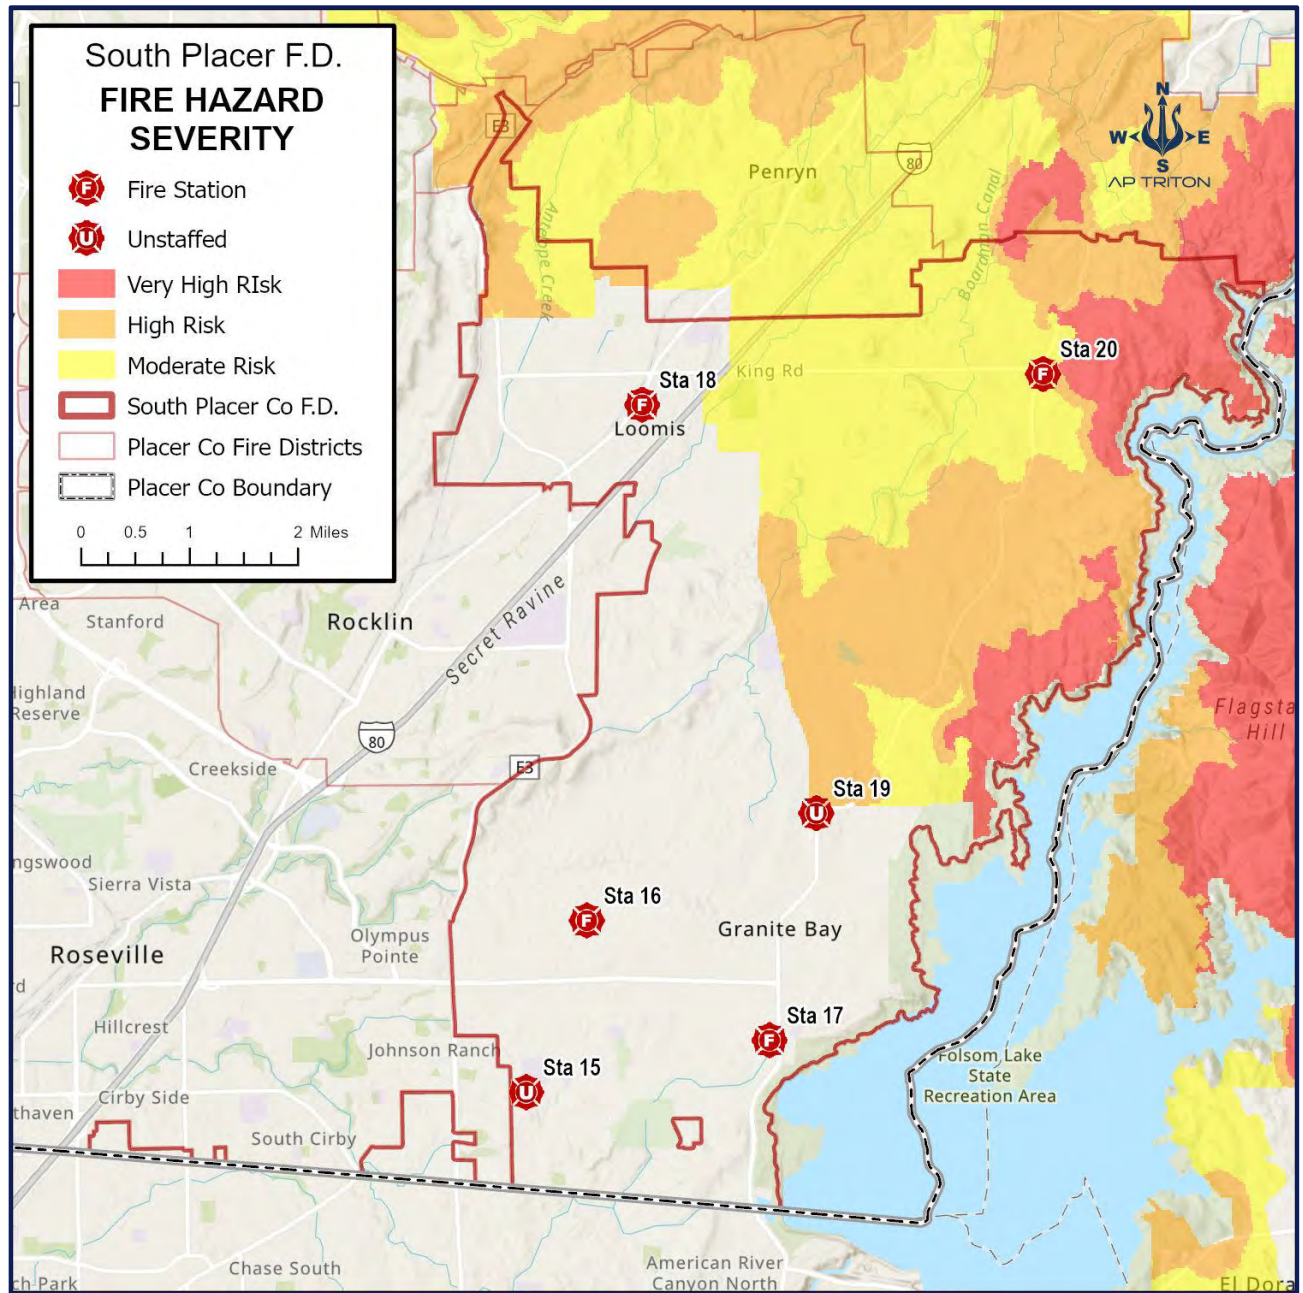 South Placer F.D.
FIRE HAZARD
SEVERITY
Fire Station
Unstaffed
Very High RIsk
High Risk
Moderate Risk
South Placer Co F.D.
Placer Co Fire Districts
Placer Co Boundary
0 0.5 1 2 Miles
N
W E
S
AP TRITON
E3
80
Penryn
Antelope Creek
Boardman Canal
King Rd
Sta 20
F
Sta 18
F
Loomis
Area
Stanford
Rocklin
Secret Ravine
Highland
Reserve
80
Creekside
E3
Flagsta
Hill
Sta 19
U
ngswood
Sierra Vista
Sta 16
F
Olympus
Pointe
Granite Bay
Roseville
rd
Hillcrest
Johnson Ranch
Sta 17
F
Sta 15
U
Folsom Lake
State
Recreation Area
Cirby Side
thaven
South Cirby
Chase South
American River
Canyon North
ch Park
El Dora